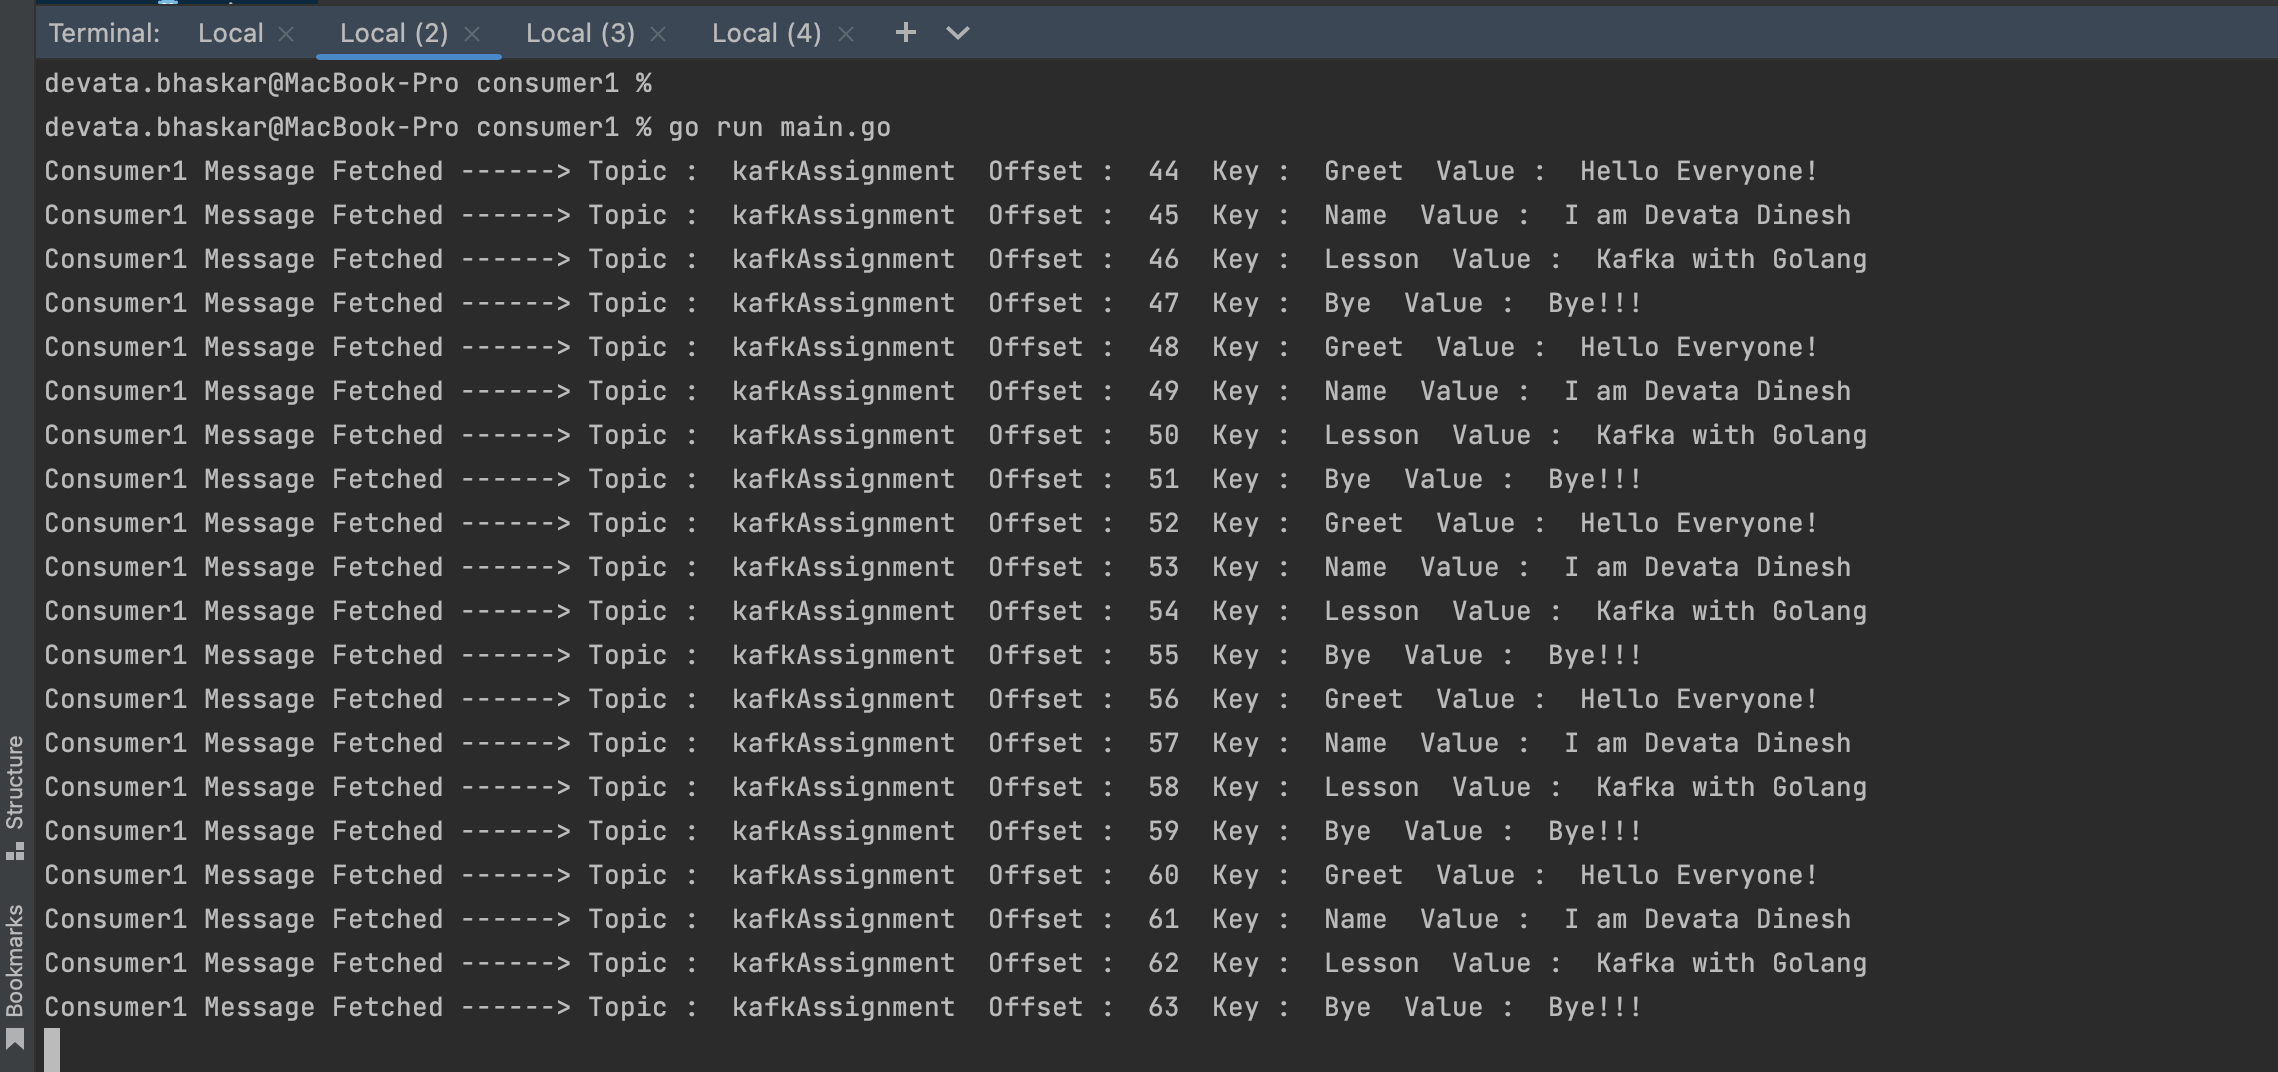 Terminal: Local Local (2) Local (3) Local (4)
devata.bhaskar@MacBook-Pro consumer1 %
devata.bhaskar@MacBook-Pro consumer1 % go run main.go
Consumer1 Message Fetched ------> Topic :  kafkAssignment  Offset :  44  Key :  Greet  Value :  Hello Everyone!
Consumer1 Message Fetched ------> Topic :  kafkAssignment  Offset :  45  Key :  Name  Value :  I am Devata Dinesh
Consumer1 Message Fetched ------> Topic :  kafkAssignment  Offset :  46  Key :  Lesson  Value :  Kafka with Golang
Consumer1 Message Fetched ------> Topic :  kafkAssignment  Offset :  47  Key :  Bye  Value :  Bye!!!
Consumer1 Message Fetched ------> Topic :  kafkAssignment  Offset :  48  Key :  Greet  Value :  Hello Everyone!
Consumer1 Message Fetched ------> Topic :  kafkAssignment  Offset :  49  Key :  Name  Value :  I am Devata Dinesh
Consumer1 Message Fetched ------> Topic :  kafkAssignment  Offset :  50  Key :  Lesson  Value :  Kafka with Golang
Consumer1 Message Fetched ------> Topic :  kafkAssignment  Offset :  51  Key :  Bye  Value :  Bye!!!
Consumer1 Message Fetched ------> Topic :  kafkAssignment  Offset :  52  Key :  Greet  Value :  Hello Everyone!
Consumer1 Message Fetched ------> Topic :  kafkAssignment  Offset :  53  Key :  Name  Value :  I am Devata Dinesh
Consumer1 Message Fetched ------> Topic :  kafkAssignment  Offset :  54  Key :  Lesson  Value :  Kafka with Golang
Consumer1 Message Fetched ------> Topic :  kafkAssignment  Offset :  55  Key :  Bye  Value :  Bye!!!
Consumer1 Message Fetched ------> Topic :  kafkAssignment  Offset :  56  Key :  Greet  Value :  Hello Everyone!
Consumer1 Message Fetched ------> Topic :  kafkAssignment  Offset :  57  Key :  Name  Value :  I am Devata Dinesh
Consumer1 Message Fetched ------> Topic :  kafkAssignment  Offset :  58  Key :  Lesson  Value :  Kafka with Golang
Consumer1 Message Fetched ------> Topic :  kafkAssignment  Offset :  59  Key :  Bye  Value :  Bye!!!
Consumer1 Message Fetched ------> Topic :  kafkAssignment  Offset :  60  Key :  Greet  Value :  Hello Everyone!
Consumer1 Message Fetched ------> Topic :  kafkAssignment  Offset :  61  Key :  Name  Value :  I am Devata Dinesh
Consumer1 Message Fetched ------> Topic :  kafkAssignment  Offset :  62  Key :  Lesson  Value :  Kafka with Golang
Consumer1 Message Fetched ------> Topic :  kafkAssignment  Offset :  63  Key :  Bye  Value :  Bye!!!
Structure
Bookmarks